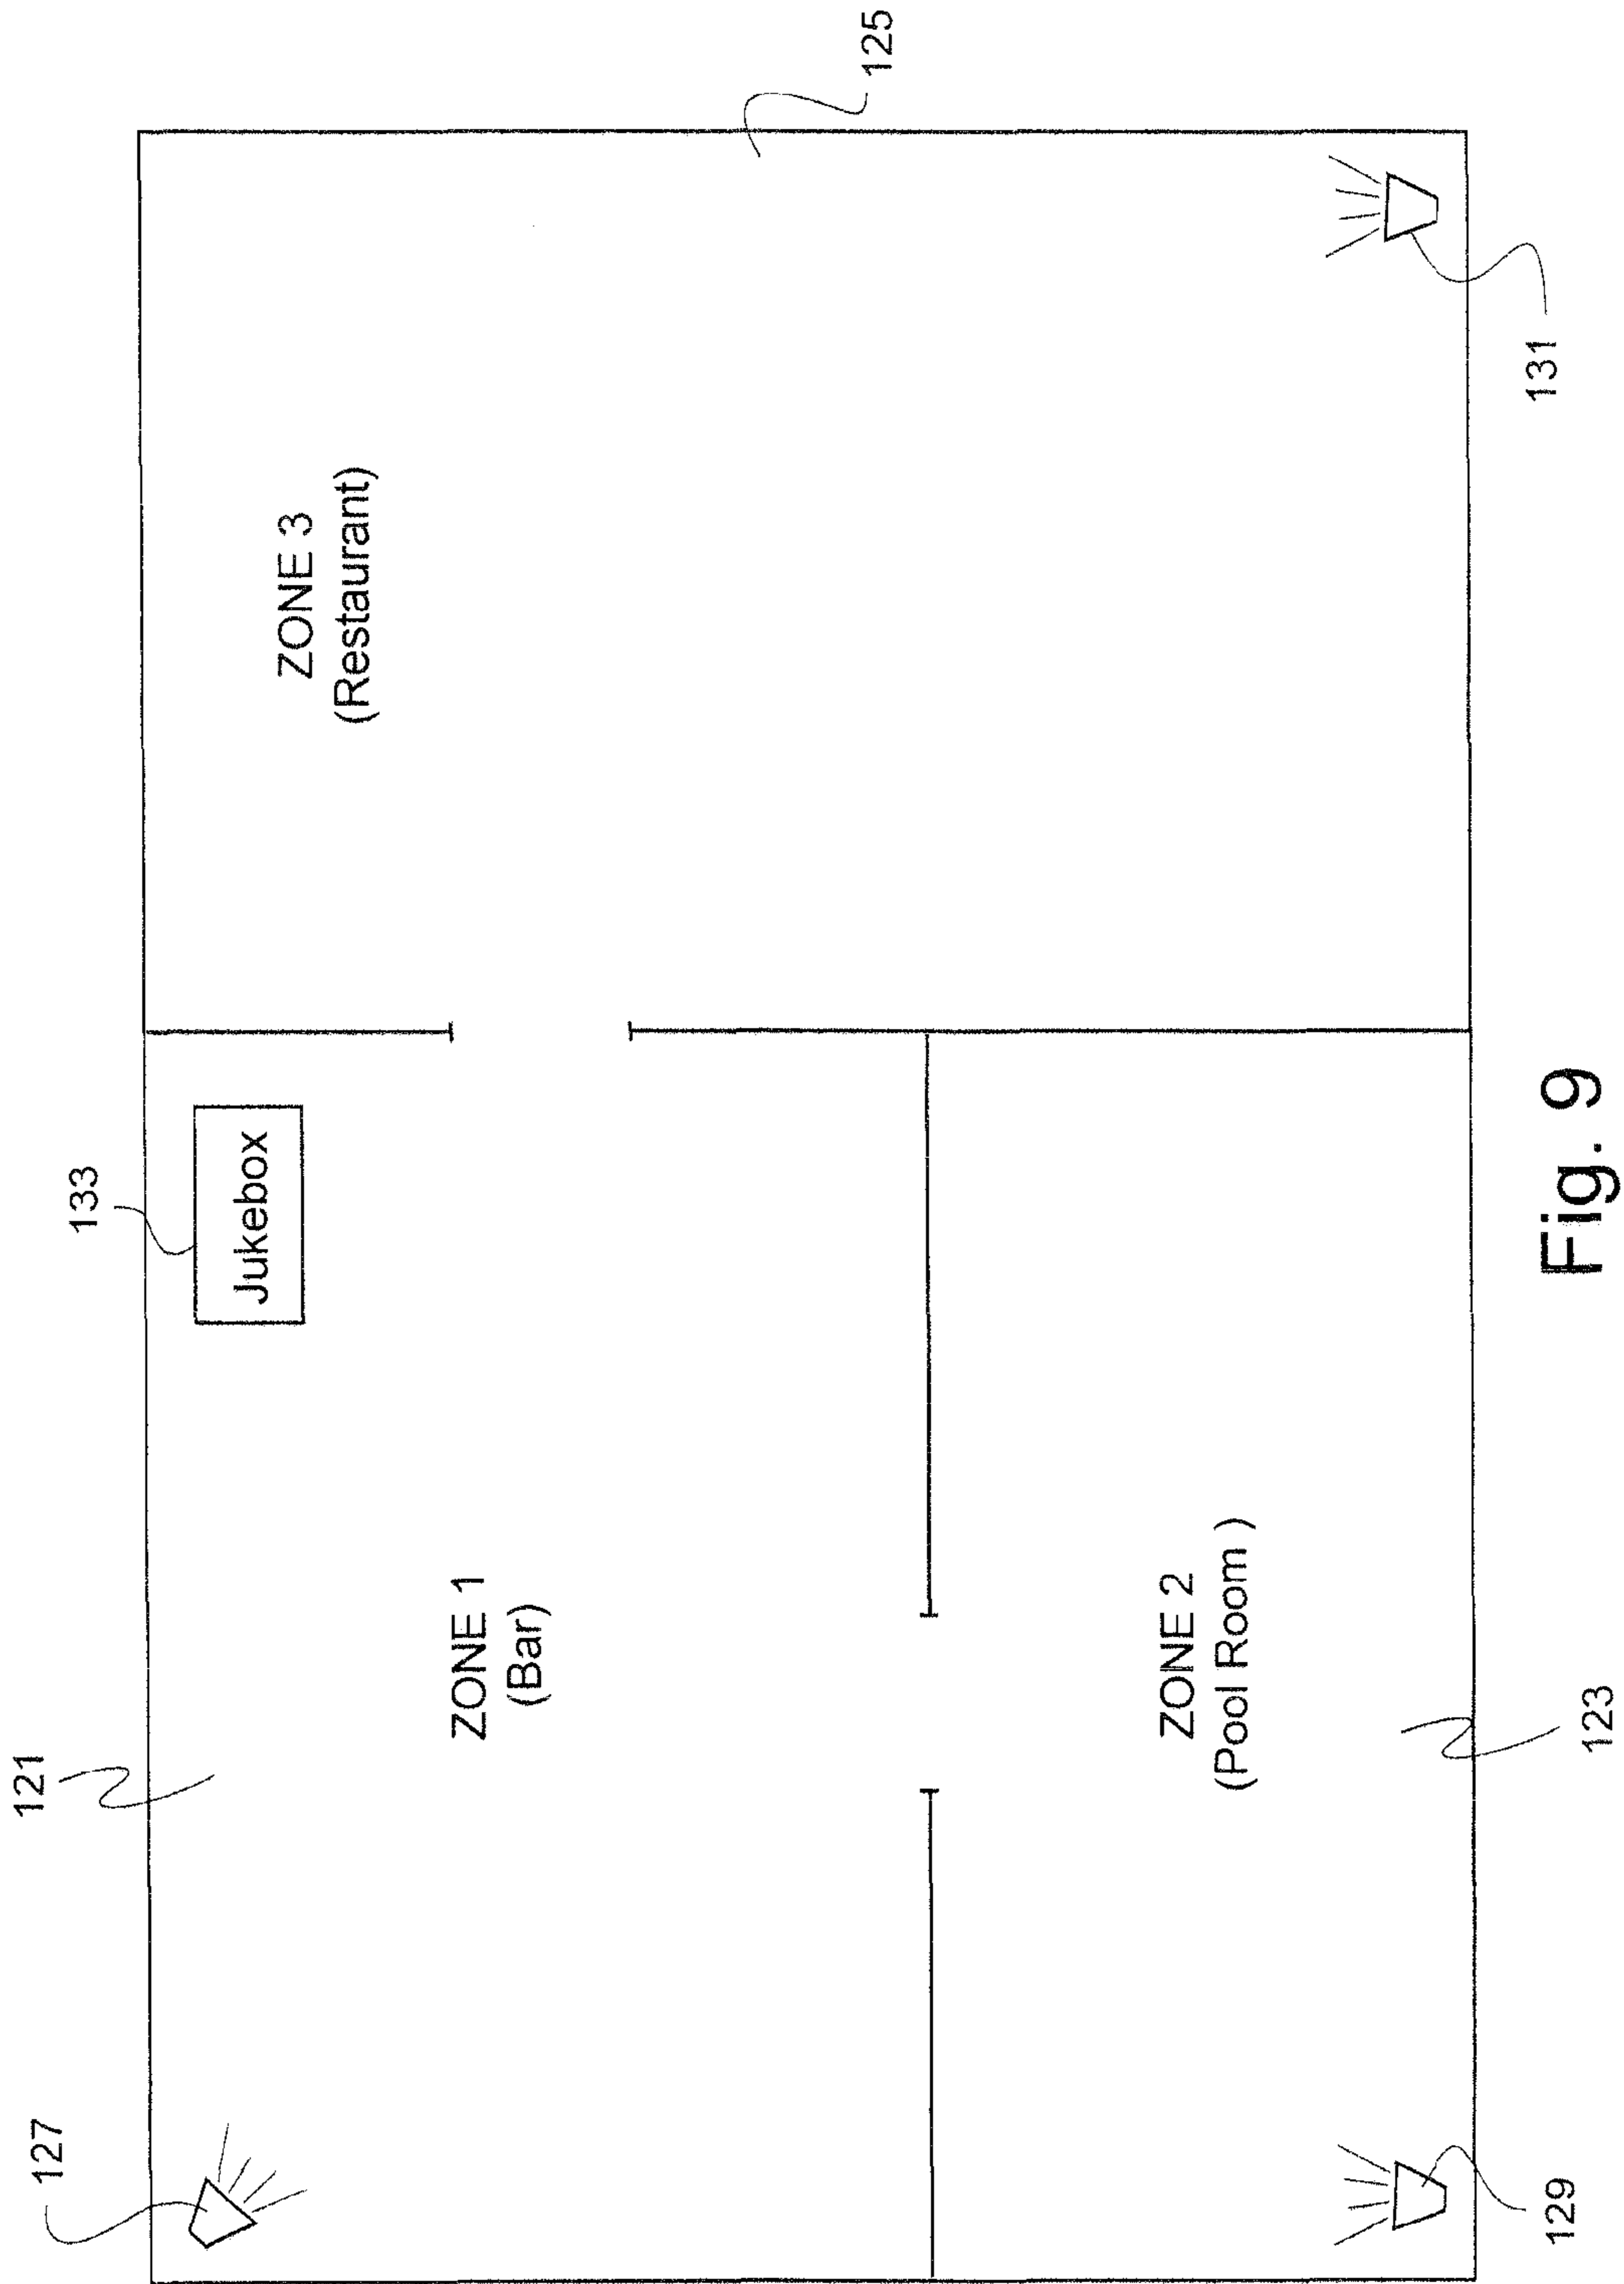 127
121
133
Jukebox
ZONE 1
(Bar)
ZONE 3
(Restaurant)
125
ZONE 2
(Pool Room )
129
123
131
Fig. 9